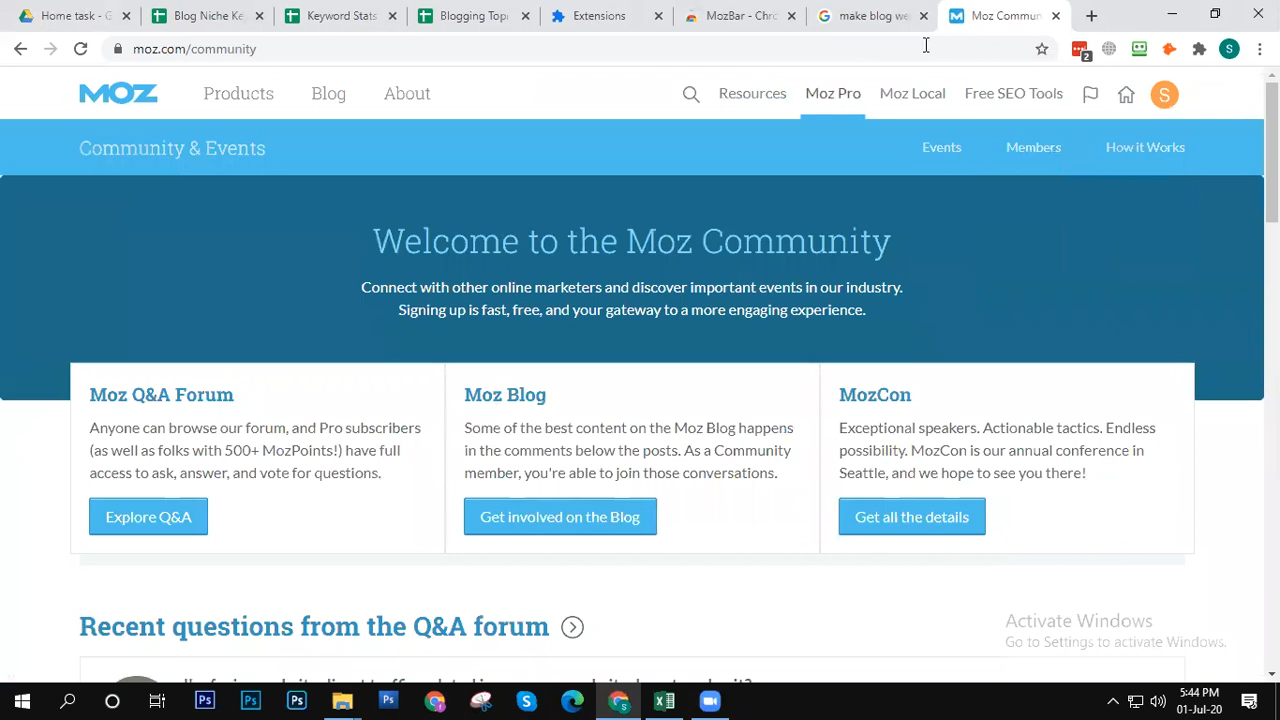 Home task - G
Blog Niche Ke
Keyword Stats
Blogging Topi
Extensions
MozBar - Chro
make blog we
Moz Commun
moz.com/community
2
S
MOZ
Products
Blog
About
Resources
Moz Pro
Moz Local
Free SEO Tools
S
Community & Events
Events
Members
How it Works
Welcome to the Moz Community
Connect with other online marketers and discover important events in our industry.
Signing up is fast, free, and your gateway to a more engaging experience.
Moz Q&A Forum
Anyone can browse our forum, and Pro subscribers
(as well as folks with 500+ MozPoints!) have full
access to ask, answer, and vote for questions.
Explore Q&A
Moz Blog
Some of the best content on the Moz Blog happens
in the comments below the posts. As a Community
member, you're able to join those conversations.
Get involved on the Blog
MozCon
Exceptional speakers. Actionable tactics. Endless
possibility. MozCon is our annual conference in
Seattle, and we hope to see you there!
Get all the details
Recent questions from the Q&A forum
Activate Windows
Go to Settings to activate Windows.
Ps
Ps
Ps
Ps
5:44 PM
01-Jul-20